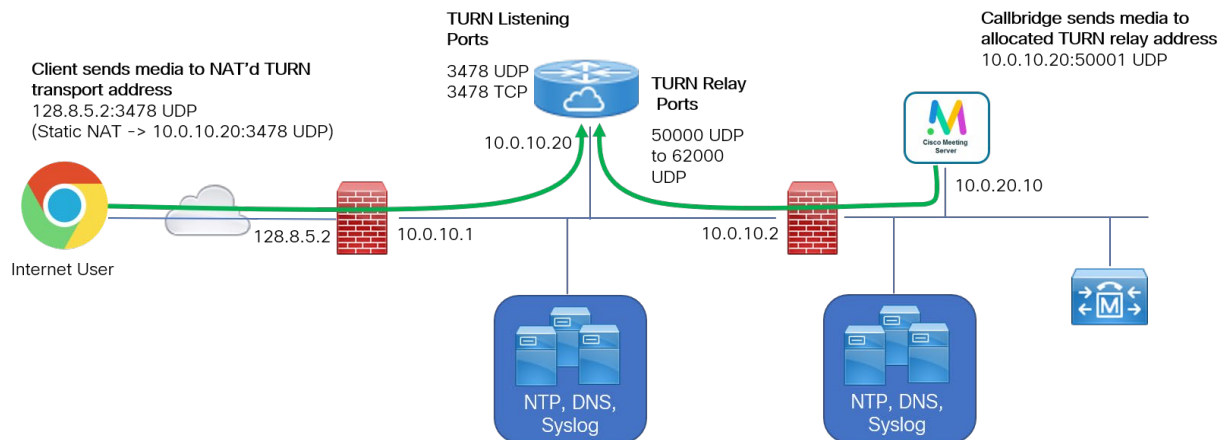 TURN Listening
Ports
3478 UDP
3478 TCP
Callbridge sends media to
allocated TURN relay address
10.0.10.20:50001 UDP
Client sends media to NAT'd TURN
transport address
128.8.5.2:3478 UDP
(Static NAT -> 10.0.10.20:3478 UDP)
TURN Relay
Ports
50000 UDP
to 62000
UDP
10.0.10.20
Cisco Meeting
Server
10.0.20.10
128.8.5.2
10.0.10.1
10.0.10.2
Internet User
M
NTP, DNS,
Syslog
NTP, DNS,
Syslog